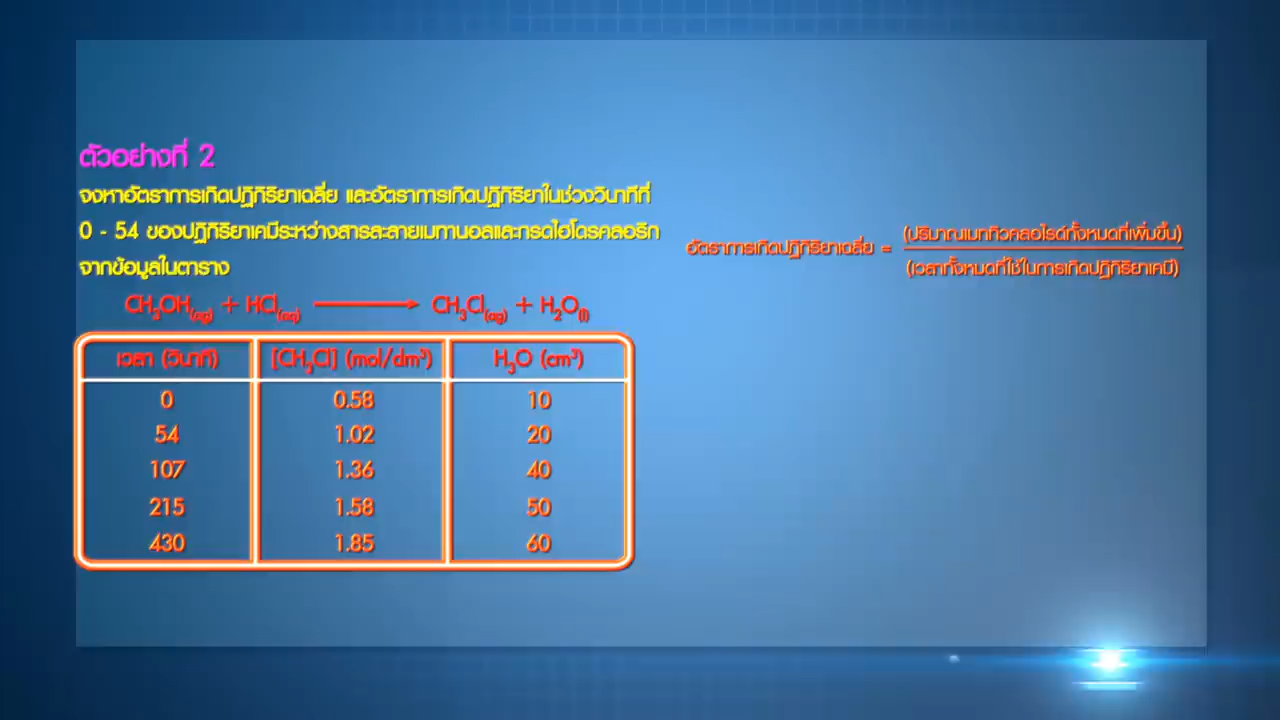 ตัวอย่างที่ 2
จงหาอัตราการเกิดปฏิกิริยาเฉลี่ย และอัตราการเกิดปฏิกิริยาในช่วงวินาทีที่
0 - 54 ของปฏิกิริยาเคมีระหว่างสารละลายเมทานอลและกรดไฮโดรคลอริก
จากข้อมูลในตาราง
CH₃OH(aq) + HCl(aq) ⟶ CH₃Cl(aq) + H₂O(l)
เวลา (วินาที) [CH₃Cl] (mol/dm³) H₃O (cm³)
0 0.58 10
54 1.02 20
107 1.36 40
215 1.58 50
430 1.85 60
อัตราการเกิดปฏิกิริยาเฉลี่ย = (ปริมาณเมททิวคลอไรด์ทั้งหมดที่เพิ่มขึ้น)
(เวลาทั้งหมดที่ใช้ในการเกิดปฏิกิริยาเคมี)